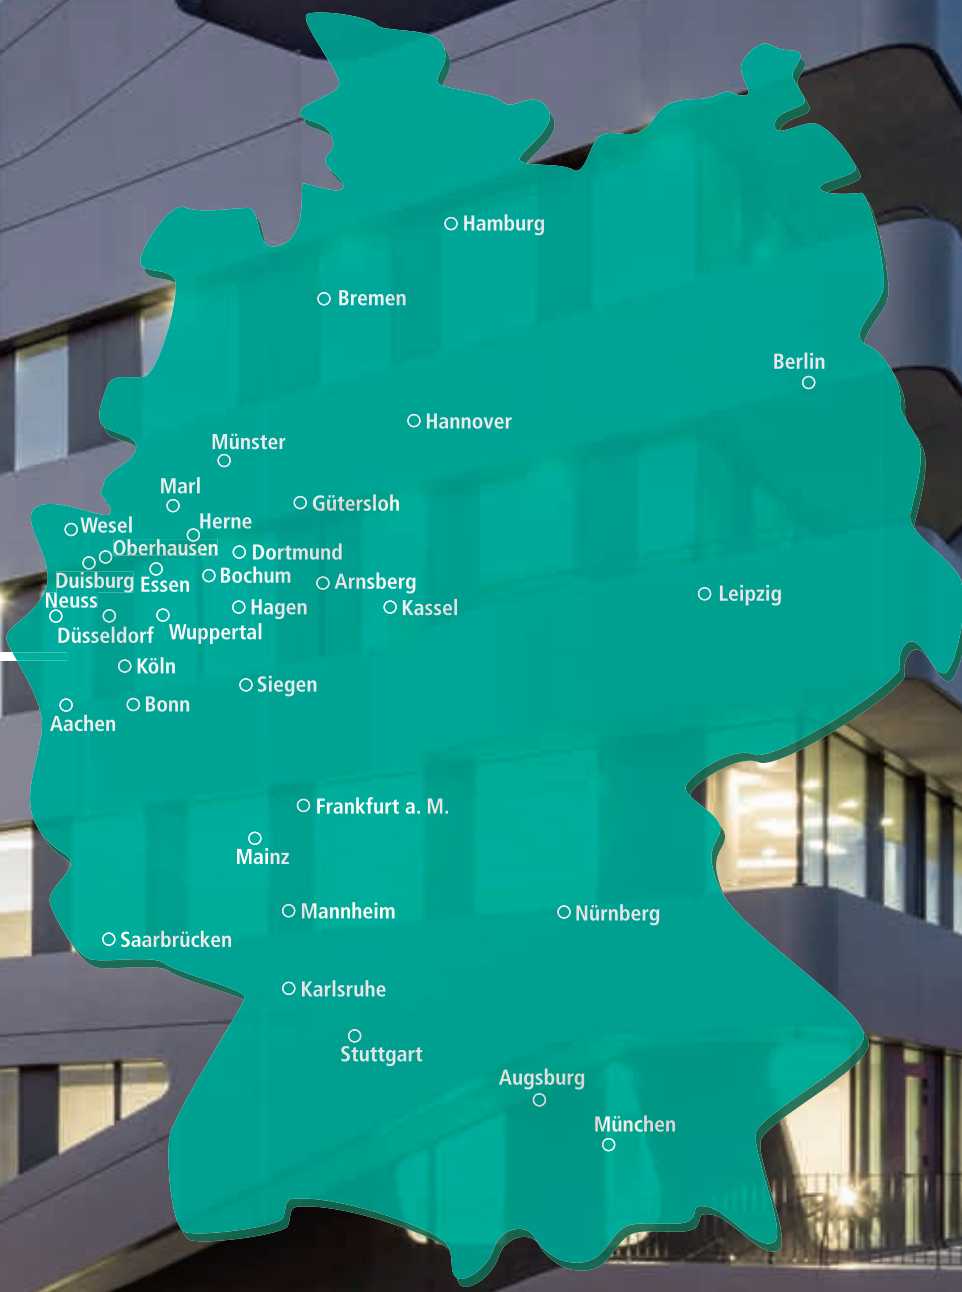 Hamburg
Bremen
Berlin
Hannover
Münster
Marl
Gütersloh
Wesel
Herne
Oberhausen
Dortmund
Duisburg
Essen
Bochum
Arnsberg
Neuss
Hagen
Kassel
Leipzig
Düsseldorf
Wuppertal
Köln
Siegen
Bonn
Aachen
Frankfurt a. M.
Mainz
Mannheim
Nürnberg
Saarbrücken
Karlsruhe
Stuttgart
Augsburg
München